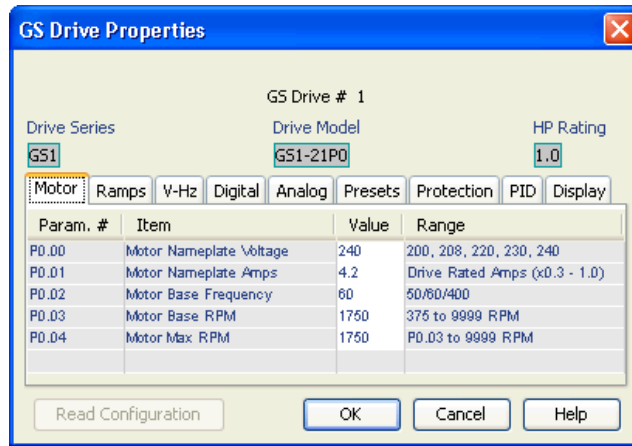 GS Drive Properties
GS Drive # 1
Drive Series Drive Model HP Rating
GS1 GS1-21P0 1.0
Motor Ramps V-Hz Digital Analog Presets Protection PID Display
Param. # Item Value Range
P0.00 Motor Nameplate Voltage 240 200, 208, 220, 230, 240
P0.01 Motor Nameplate Amps 4.2 Drive Rated Amps (x0.3 - 1.0)
P0.02 Motor Base Frequency 60 50/60/400
P0.03 Motor Base RPM 1750 375 to 9999 RPM
P0.04 Motor Max RPM 1750 P0.03 to 9999 RPM
Read Configuration OK Cancel Help